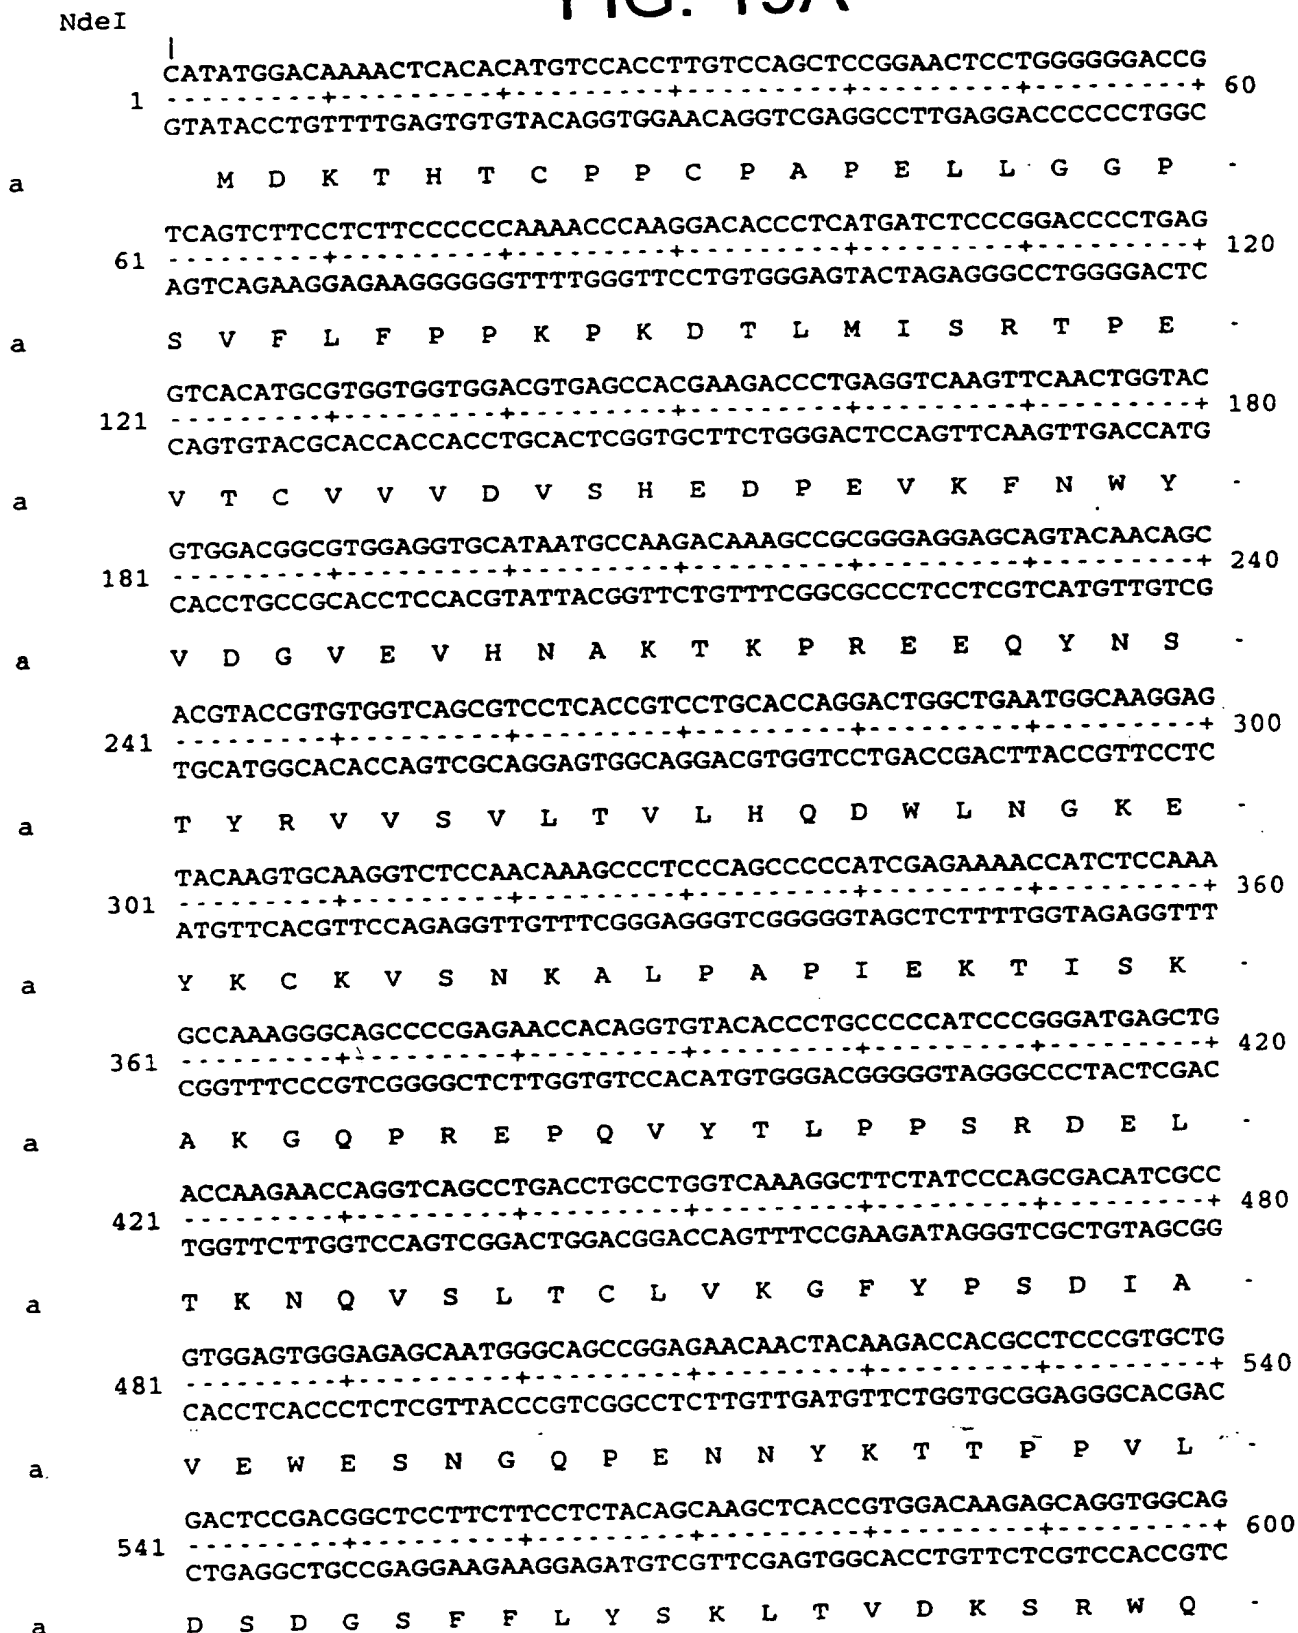 FIG. 15A
NdeI
|
CATATGGACAAAACTCACACATGTCCACCTTGTCCAGCTCCGGAACTCCTGGGGGGACCG
1 ---------+---------+---------+---------+---------+---------+ 60
GTATACCTGTTTTGAGTGTGTACAGGTGGAACAGGTCGAGGCCTTGAGGACCCCCCTGGC
a M D K T H T C P P C P A P E L L G G P -
TCAGTCTTCCTCTTCCCCCCAAAACCCAAGGACACCCTCATGATCTCCCGGACCCCTGAG
61 ---------+---------+---------+---------+---------+---------+ 120
AGTCAGAAGGAGAAGGGGGGTTTTGGGTTCCTGTGGGAGTACTAGAGGGCCTGGGGACTC
a S V F L F P P K P K D T L M I S R T P E -
GTCACATGCGTGGTGGTGGACGTGAGCCACGAAGACCCTGAGGTCAAGTTCAACTGGTAC
121 ---------+---------+---------+---------+---------+---------+ 180
CAGTGTACGCACCACCACCTGCACTCGGTGCTTCTGGGACTCCAGTTCAAGTTGACCATG
a V T C V V V D V S H E D P E V K F N W Y -
GTGGACGGCGTGGAGGTGCATAATGCCAAGACAAAGCCGCGGGAGGAGCAGTACAACAGC
181 ---------+---------+---------+---------+---------+---------+ 240
CACCTGCCGCACCTCCACGTATTACGGTTCTGTTTCGGCGCCCTCCTCGTCATGTTGTCG
a V D G V E V H N A K T K P R E E Q Y N S -
ACGTACCGTGTGGTCAGCGTCCTCACCGTCCTGCACCAGGACTGGCTGAATGGCAAGGAG
241 ---------+---------+---------+---------+---------+---------+ 300
TGCATGGCACACCAGTCGCAGGAGTGGCAGGACGTGGTCCTGACCGACTTACCGTTCCTC
a T Y R V V S V L T V L H Q D W L N G K E -
TACAAGTGCAAGGTCTCCAACAAAGCCCTCCCAGCCCCCATCGAGAAAACCATCTCCAAA
301 ---------+---------+---------+---------+---------+---------+ 360
ATGTTCACGTTCCAGAGGTTGTTTCGGGAGGGTCGGGGGTAGCTCTTTTGGTAGAGGTTT
a Y K C K V S N K A L P A P I E K T I S K -
GCCAAAGGGCAGCCCCGAGAACCACAGGTGTACACCCTGCCCCCATCCCGGGATGAGCTG
361 ---------+---------+---------+---------+---------+---------+ 420
CGGTTTCCCGTCGGGGCTCTTGGTGTCCACATGTGGGACGGGGGTAGGGCCCTACTCGAC
a A K G Q P R E P Q V Y T L P P S R D E L -
ACCAAGAACCAGGTCAGCCTGACCTGCCTGGTCAAAGGCTTCTATCCCAGCGACATCGCC
421 ---------+---------+---------+---------+---------+---------+ 480
TGGTTCTTGGTCCAGTCGGACTGGACGGACCAGTTTCCGAAGATAGGGTCGCTGTAGCGG
a T K N Q V S L T C L V K G F Y P S D I A -
GTGGAGTGGGAGAGCAATGGGCAGCCGGAGAACAACTACAAGACCACGCCTCCCGTGCTG
481 ---------+---------+---------+---------+---------+---------+ 540
CACCTCACCCTCTCGTTACCCGTCGGCCTCTTGTTGATGTTCTGGTGCGGAGGGCACGAC
a V E W E S N G Q P E N N Y K T T P P V L -
GACTCCGACGGCTCCTTCTTCCTCTACAGCAAGCTCACCGTGGACAAGAGCAGGTGGCAG
541 ---------+---------+---------+---------+---------+---------+ 600
CTGAGGCTGCCGAGGAAGAAGGAGATGTCGTTCGAGTGGCACCTGTTCTCGTCCACCGTC
a D S D G S F F L Y S K L T V D K S R W Q -